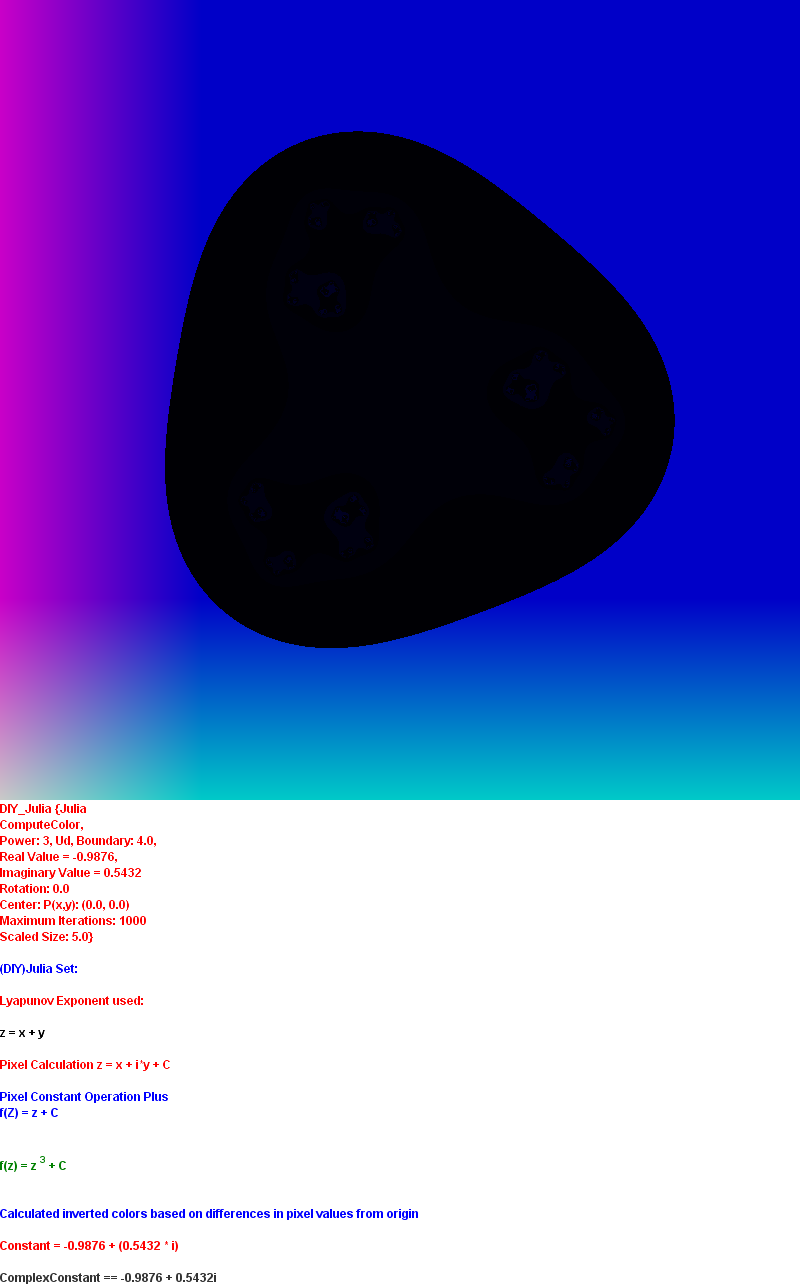 DIY_Julia {Julia
ComputeColor,
Power: 3, Ud, Boundary: 4.0,
Real Value = -0.9876,
Imaginary Value = 0.5432
Rotation: 0.0
Center: P(x,y): (0.0, 0.0)
Maximum Iterations: 1000
Scaled Size: 5.0}
(DIY)Julia Set:
Lyapunov Exponent used:
z = x + y
Pixel Calculation z = x + i*y + C
Pixel Constant Operation Plus
f(Z) = z + C
f(z) = z ³ + C
Calculated inverted colors based on differences in pixel values from origin
Constant = -0.9876 + (0.5432 * i)
ComplexConstant == -0.9876 + 0.5432i